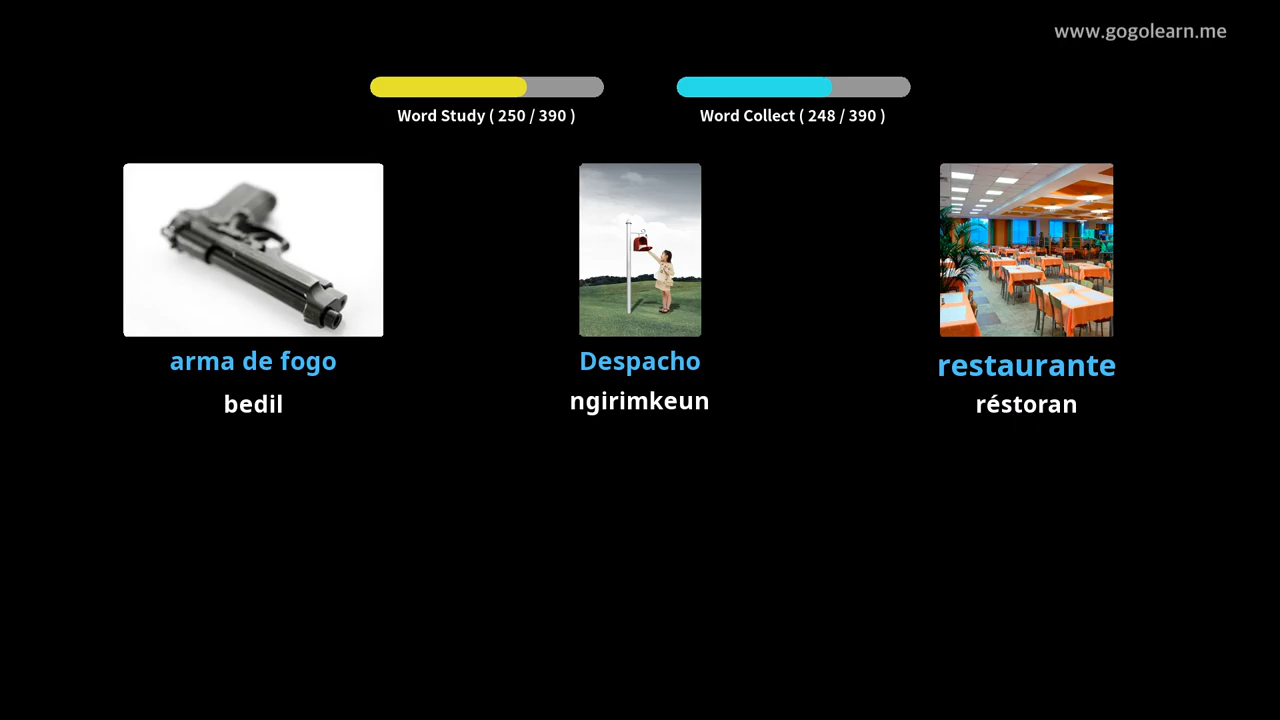 www.gogolearn.me
Word Study ( 250 / 390 )
Word Collect ( 248 / 390 )
arma de fogo
bedil
Despacho
ngirimkeun
restaurante
réstoran